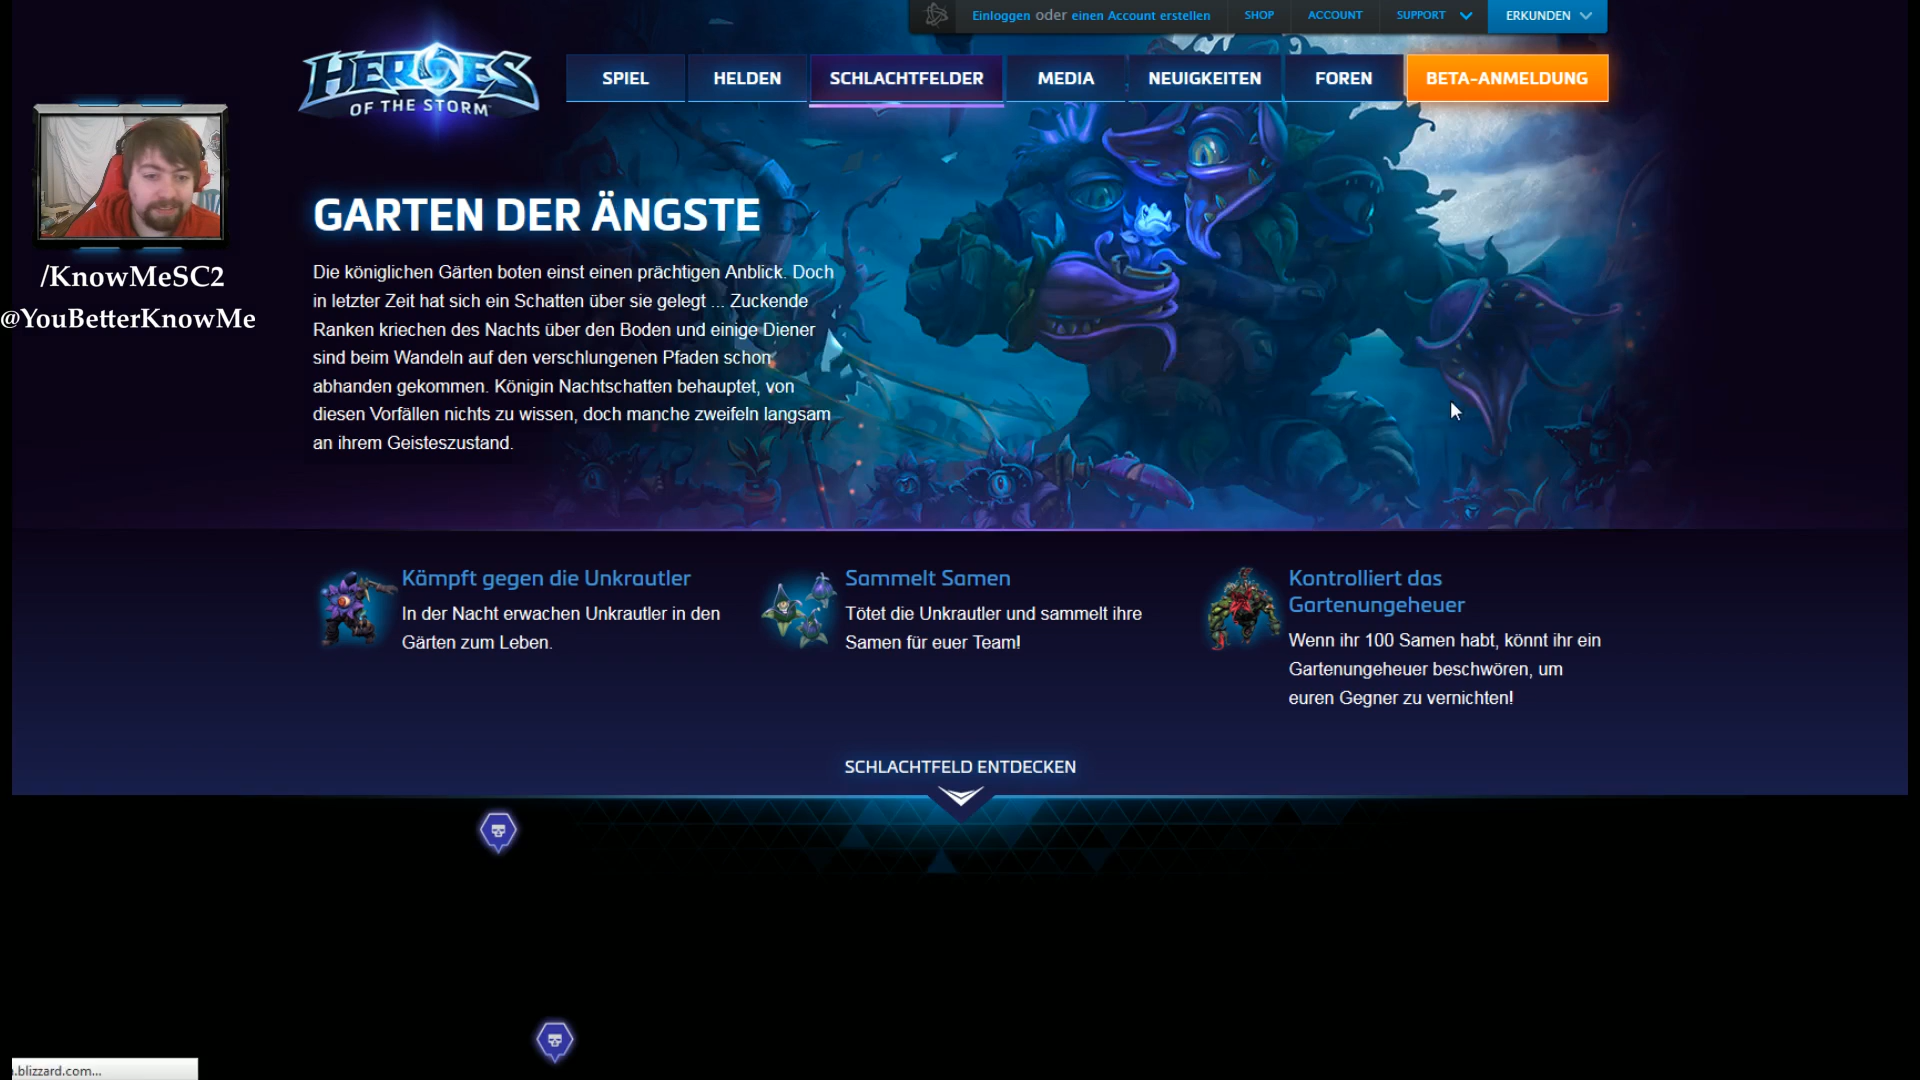 Einloggen oder einen Account erstellen
SHOP
ACCOUNT
SUPPORT
ERKUNDEN
HEROES
OF THE STORM
SPIEL
HELDEN
SCHLACHTFELDER
MEDIA
NEUIGKEITEN
FOREN
BETA-ANMELDUNG
/KnowMeSC2
@YouBetterKnowMe
GARTEN DER ÄNGSTE
Die königlichen Gärten boten einst einen prächtigen Anblick. Doch
in letzter Zeit hat sich ein Schatten über sie gelegt ... Zuckende
Ranken kriechen des Nachts über den Boden und einige Diener
sind beim Wandeln auf den verschlungenen Pfaden schon
abhanden gekommen. Königin Nachtschatten behauptet, von
diesen Vorfällen nichts zu wissen, doch manche zweifeln langsam
an ihrem Geisteszustand.
Kämpft gegen die Unkrautler
In der Nacht erwachen Unkrautler in den
Gärten zum Leben.
Sammelt Samen
Tötet die Unkrautler und sammelt ihre
Samen für euer Team!
Kontrolliert das
Gartenungeheuer
Wenn ihr 100 Samen habt, könnt ihr ein
Gartenungeheuer beschwören, um
euren Gegner zu vernichten!
SCHLACHTFELD ENTDECKEN
.blizzard.com...